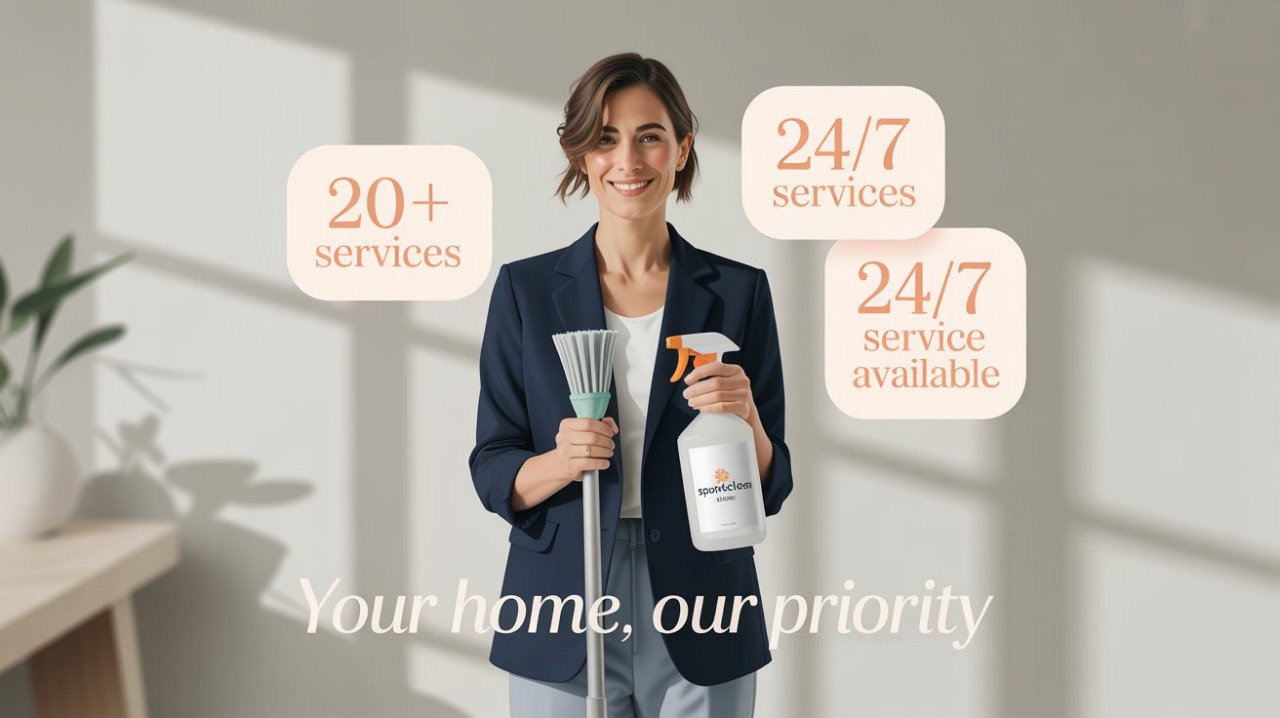 20+
services
24/7
services
24/7
service
available
Your home, our priority